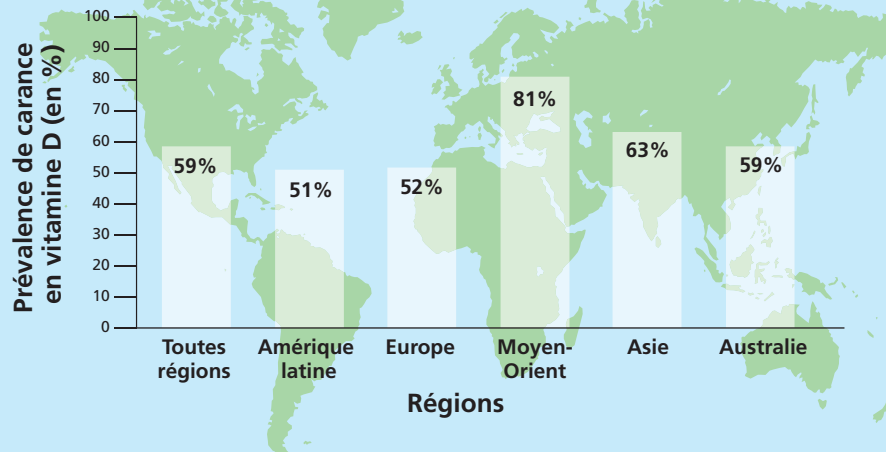 Prévalence de carance
en vitamine D (en %)
100
90
80
70
60
50
40
30
20
10
0
59%
51%
52%
81%
63%
59%
Toutes
régions
Amérique
latine
Europe
Moyen-
Orient
Asie
Australie
Régions